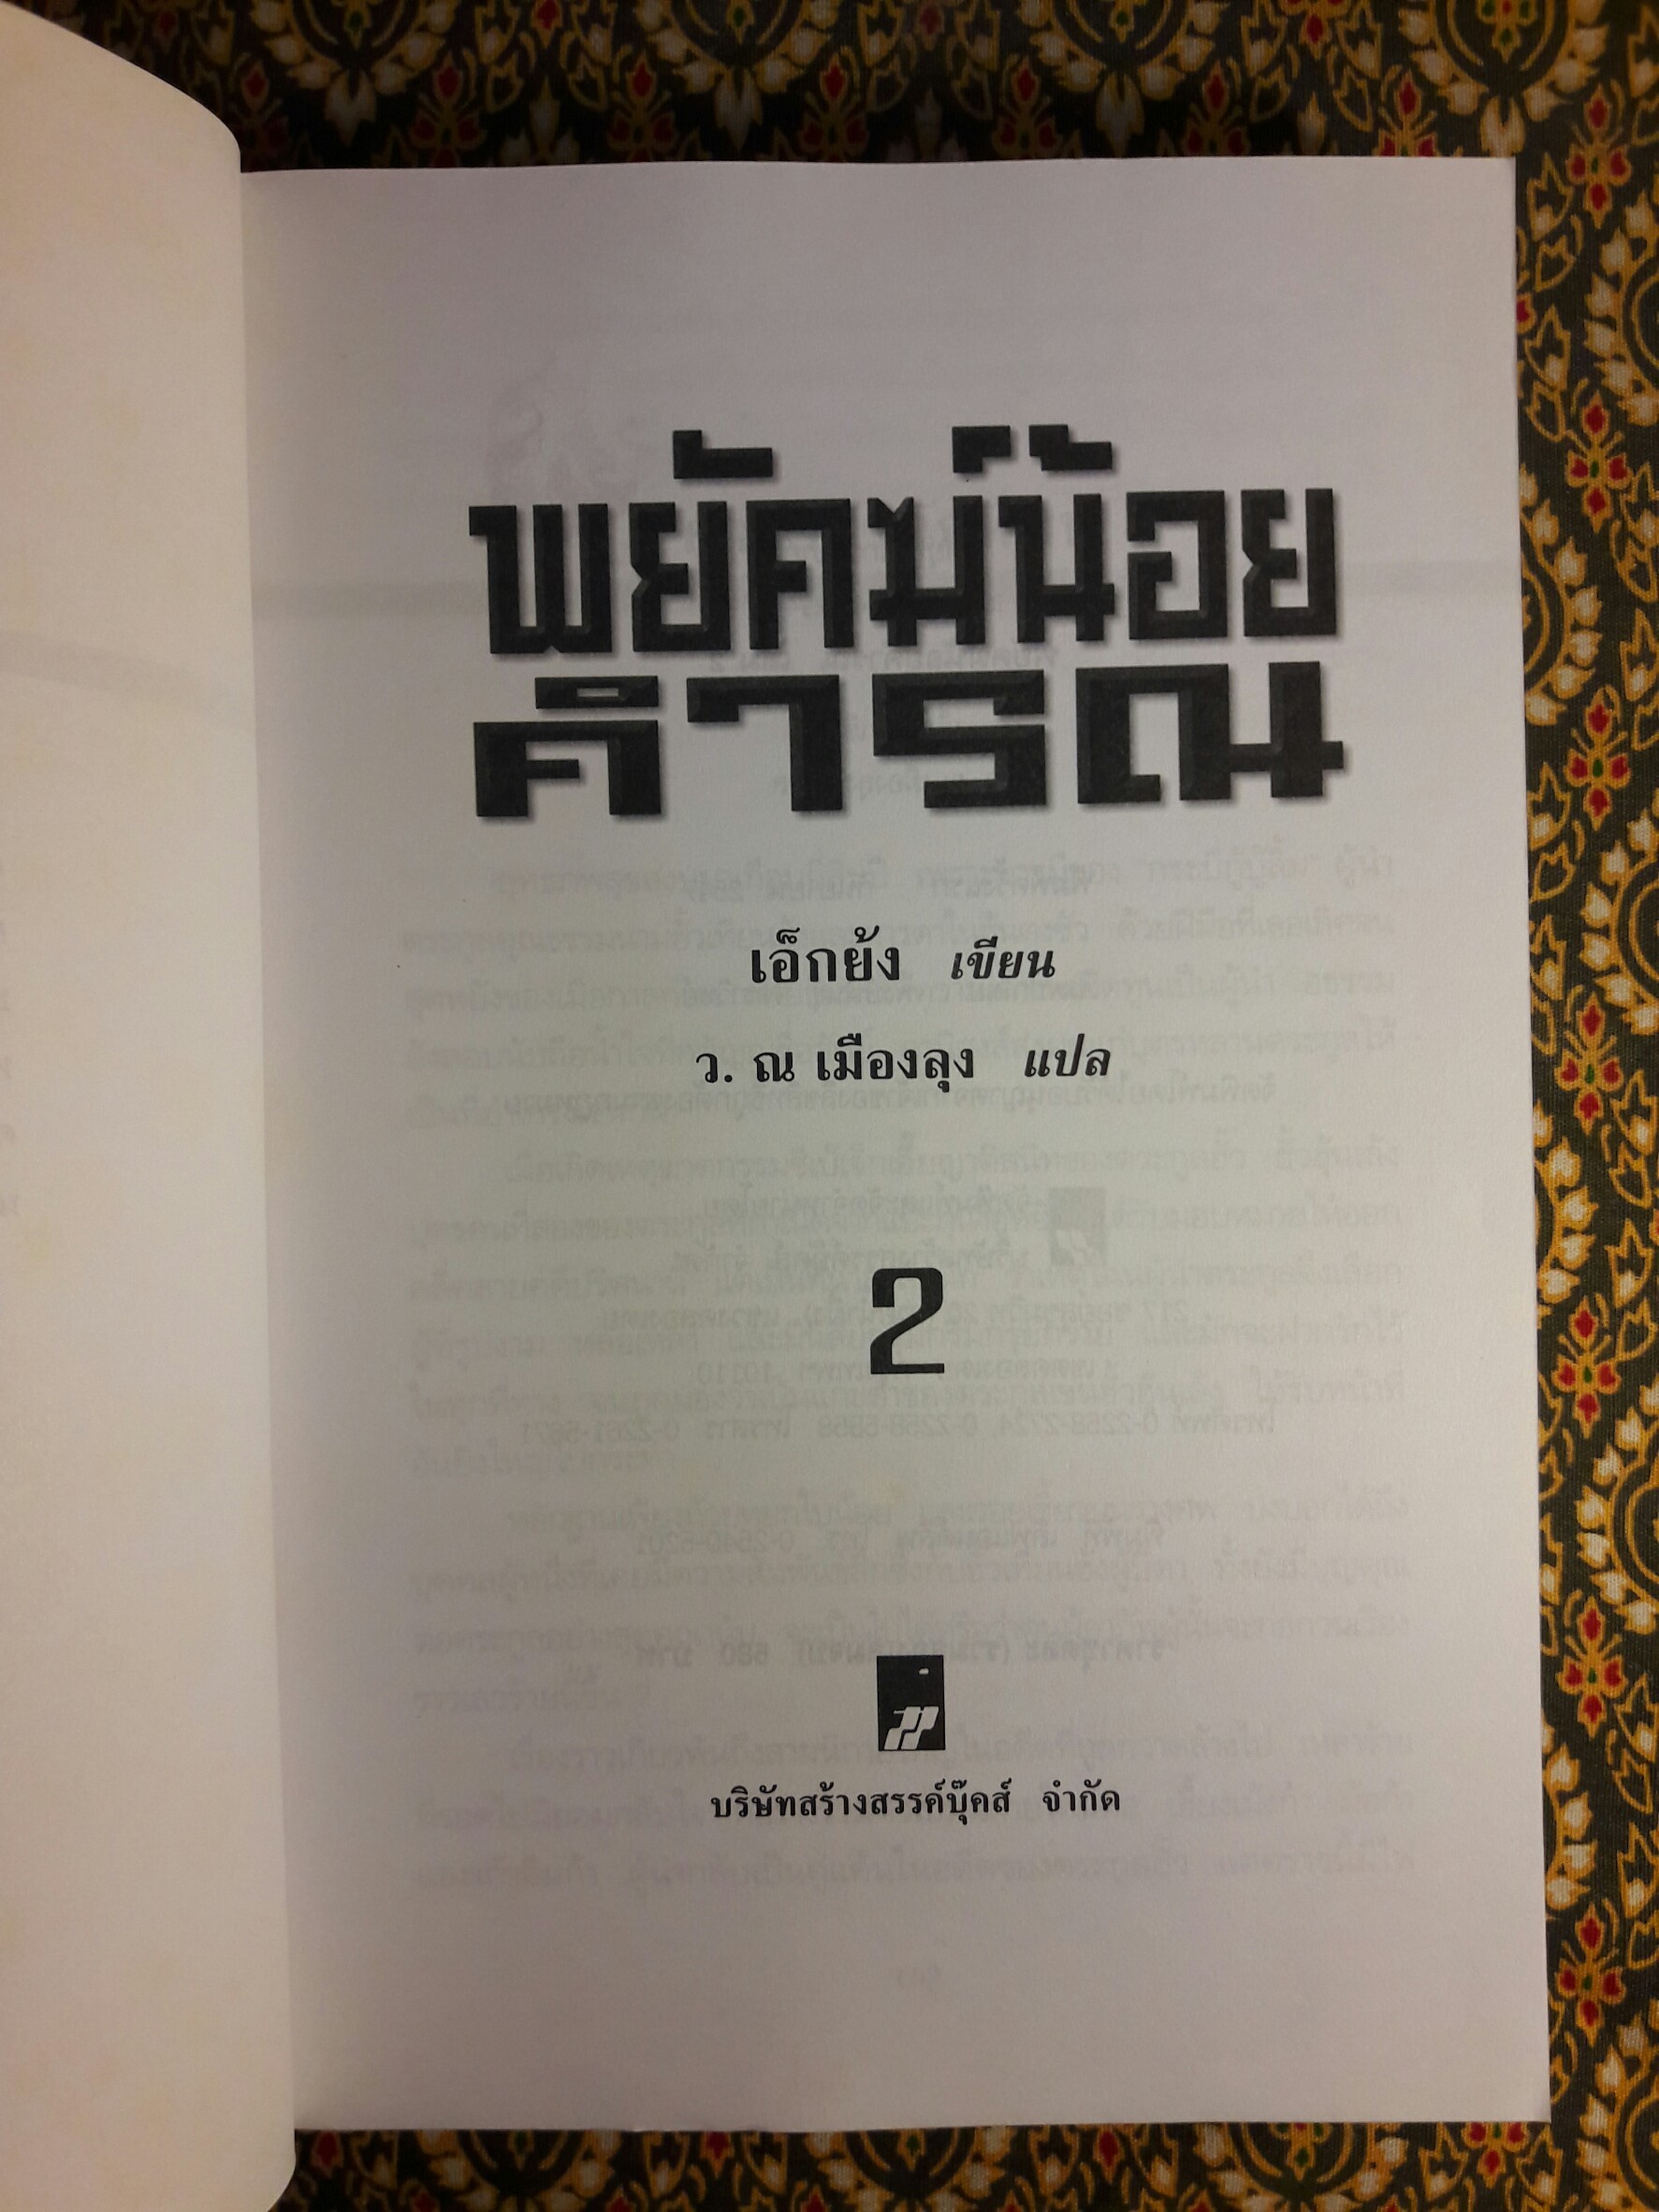 พยัคฆ์น้อย
คำรณ
เอ็กย้ง เขียน
ว. ณ เมืองลุง แปล
2
บริษัทสร้างสรรค์บุ๊คส์ จำกัด